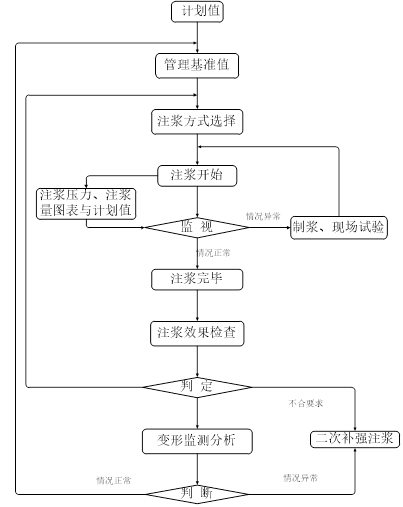 计划值
管理基准值
注浆方式选择
注浆开始
注浆压力、注浆
量图表与计划值
监 视
情况异常
制浆、现场试验
情况正常
注浆完毕
注浆效果检查
判 定
不合要求
变形监测分析
二次补强注浆
情况正常
判 断
情况异常